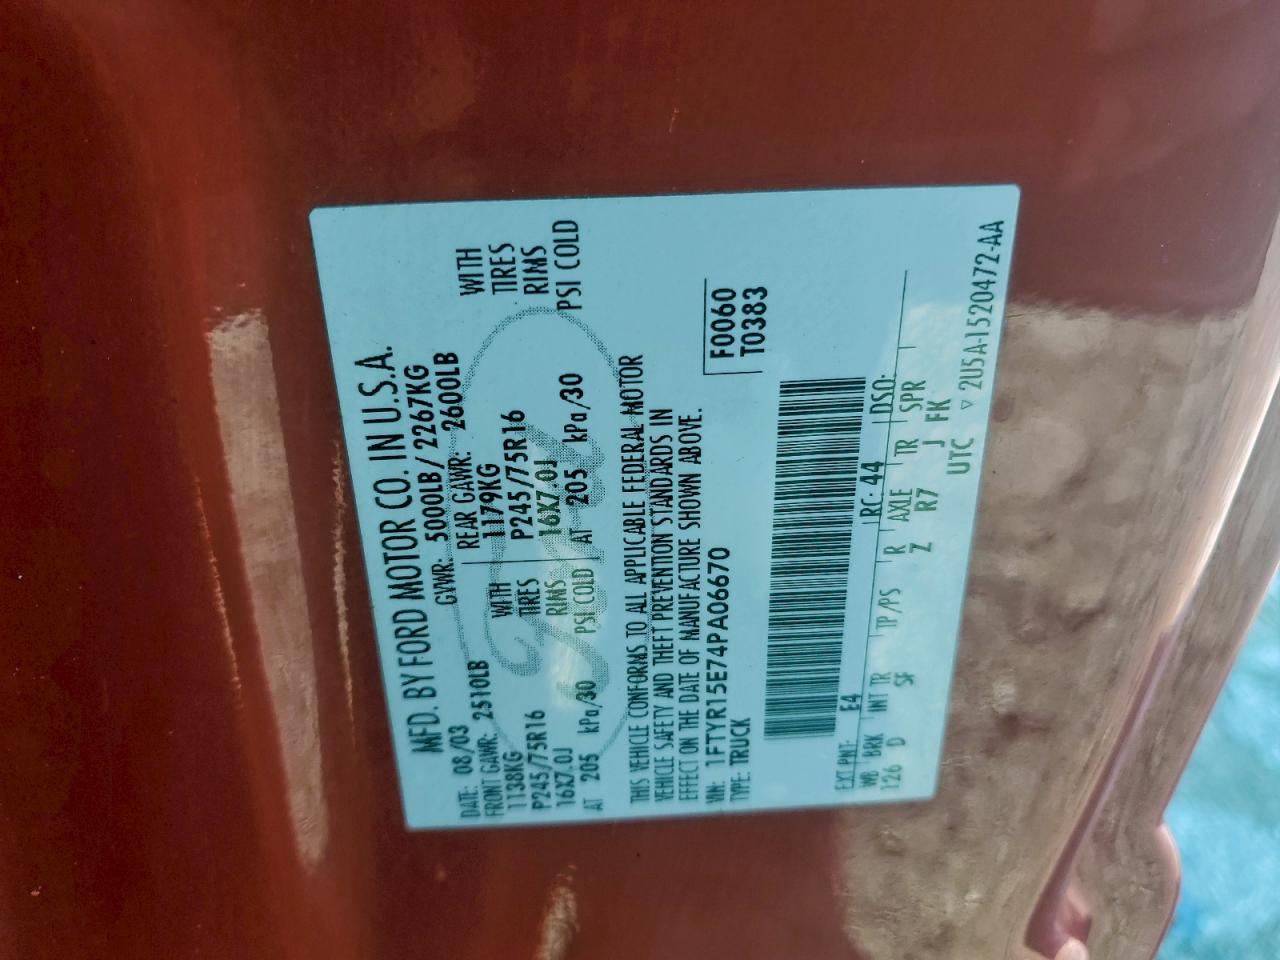 MFD. BY FORD MOTOR CO. IN U.S.A.
DATE: 08/03 GVWR: 5000LB/2267KG
FRONT GAWR: 2510LB REAR GAWR: 2600LB
1138KG WITH 1179KG WITH
P245/75R16 TIRES P245/75R16 TIRES
16X7.0J RIMS 16X7.0J RIMS
AT 205 kPa/30 PSI COLD AT 205 kPa/30 PSI COLD
THIS VEHICLE CONFORMS TO ALL APPLICABLE FEDERAL MOTOR
VEHICLE SAFETY AND THEFT PREVENTION STANDARDS IN
EFFECT ON THE DATE OF MANUFACTURE SHOWN ABOVE.
VIN: 1FTYR15E74PA06670 F0060
TYPE: TRUCK T0383
EXT PNT: E4 RC: 44 DSO:
WB BRK INT TR TP/PS R AXLE TR SPR
126 D SF Z R7 J FK
UTC ▽ 2U5A-1520472-AA
Ford